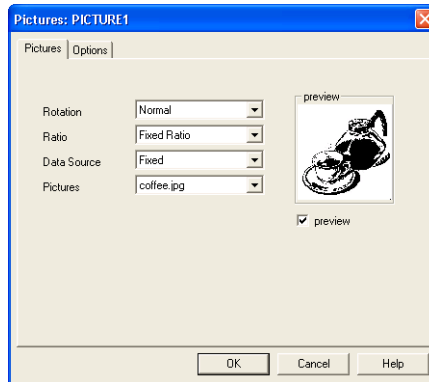 Pictures: PICTURE1
Pictures Options
preview
Rotation Normal
Ratio Fixed Ratio
Data Source Fixed
Pictures coffee.jpg
preview
OK Cancel Help